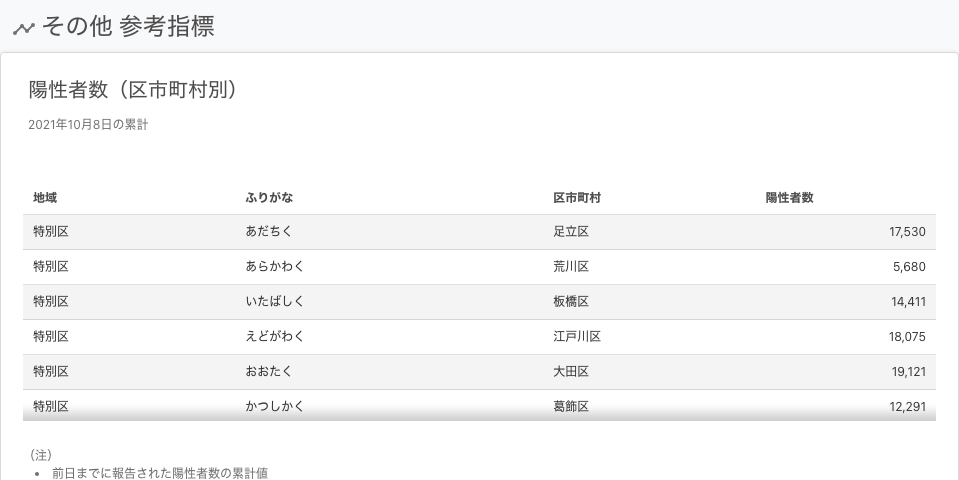 その他 参考指標
陽性者数（区市町村別）
2021年10月8日の累計
地域 ふりがな 区市町村 陽性者数
特別区 あだちく 足立区 17,530
特別区 あらかわく 荒川区 5,680
特別区 いたばしく 板橋区 14,411
特別区 えどがわく 江戸川区 18,075
特別区 おおたく 大田区 19,121
特別区 かつしかく 葛飾区 12,291
（注）
• 前日までに報告された陽性者数の累計値